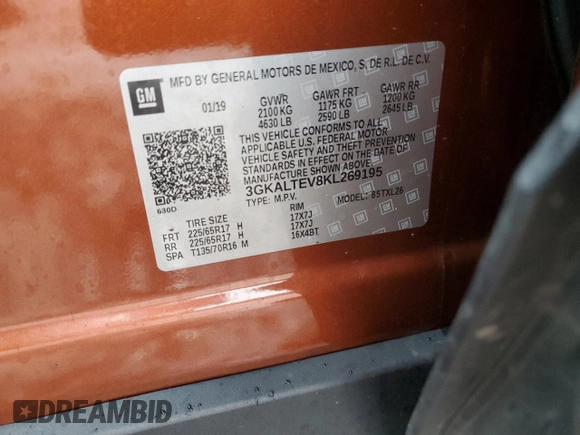 GM
MFD BY GENERAL MOTORS DE MEXICO, S. DE R.L. DE C.V.
01/19 GVWR GAWR FRT GAWR RR
2100 KG 1175 KG 1200 KG
4630 LB 2590 LB 2645 LB
THIS VEHICLE CONFORMS TO ALL
APPLICABLE U.S. FEDERAL MOTOR
VEHICLE SAFETY AND THEFT PREVENTION
STANDARDS IN EFFECT ON THE DATE OF
MANUFACTURE SHOWN ABOVE.
3GKALTEV8KL269195
TYPE: M.P.V. MODEL:
630D
TIRE SIZE RIM
FRT 225/65R17 H 17X7J
RR 225/65R17 H 17X7J
SPA T135/70R16 M 16X4BT
DREAMBID